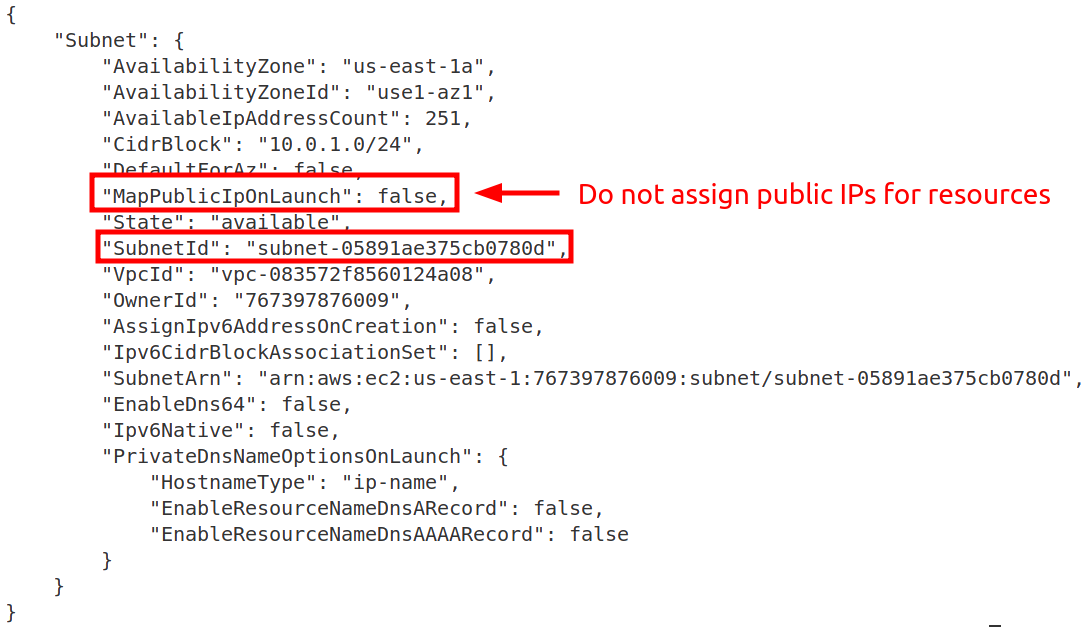 {
"Subnet": {
"AvailabilityZone": "us-east-1a",
"AvailabilityZoneId": "use1-az1",
"AvailableIpAddressCount": 251,
"CidrBlock": "10.0.1.0/24",
"DefaultForAz": false,
"MapPublicIpOnLaunch": false, Do not assign public IPs for resources
"State": "available",
"SubnetId": "subnet-05891ae375cb0780d",
"VpcId": "vpc-083572f8560124a08",
"OwnerId": "767397876009",
"AssignIpv6AddressOnCreation": false,
"Ipv6CidrBlockAssociationSet": [],
"SubnetArn": "arn:aws:ec2:us-east-1:767397876009:subnet/subnet-05891ae375cb0780d",
"EnableDns64": false,
"Ipv6Native": false,
"PrivateDnsNameOptionsOnLaunch": {
"HostnameType": "ip-name",
"EnableResourceNameDnsARecord": false,
"EnableResourceNameDnsAAAARecord": false
}
}
}